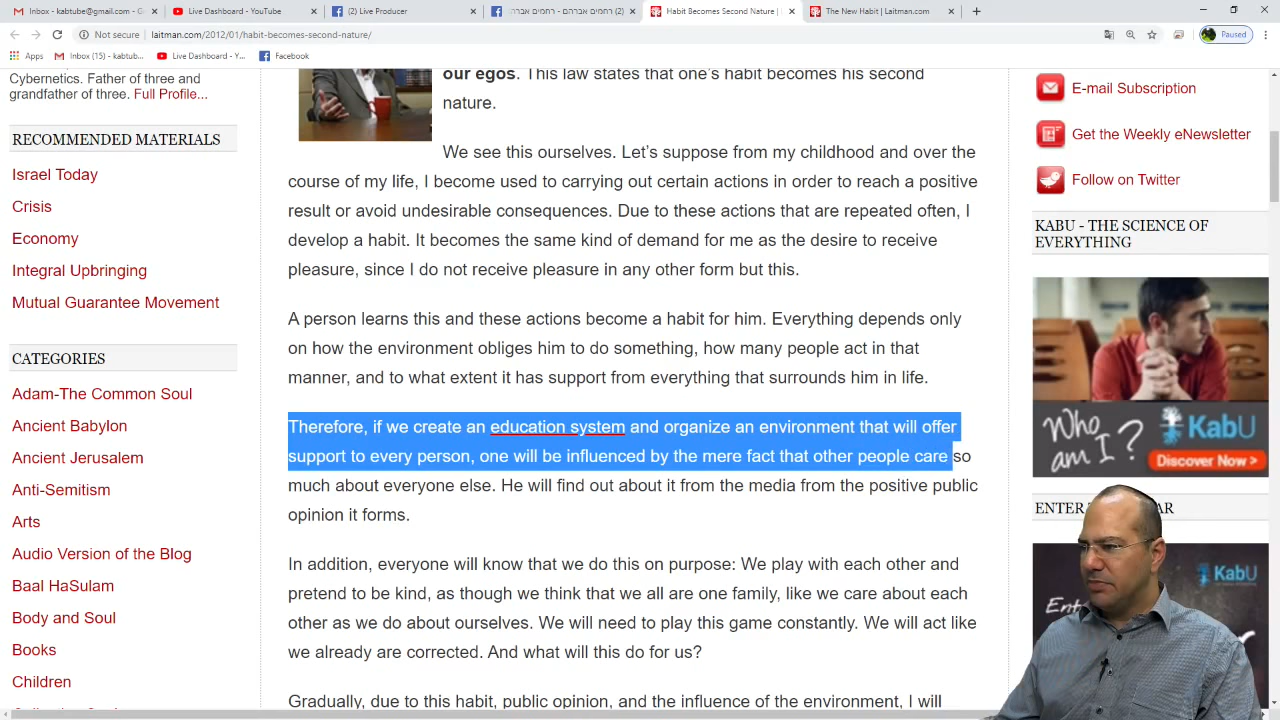 Inbox - kabtube@gmail.com - Ca
Live Dashboard - YouTube
(2) Live Producer
(2) רחמים אברהם - רחמים אברה
Habit Becomes Second Nature |
The New Habit | Laitman.com
Not secure
laitman.com/2012/01/habit-becomes-second-nature/
Paused
Apps
Inbox (15) - kabtub...
Live Dashboard - Y...
Facebook
Cybernetics. Father of three and
grandfather of three. Full Profile...
RECOMMENDED MATERIALS
Israel Today
Crisis
Economy
Integral Upbringing
Mutual Guarantee Movement
CATEGORIES
Adam-The Common Soul
Ancient Babylon
Ancient Jerusalem
Anti-Semitism
Arts
Audio Version of the Blog
Baal HaSulam
Body and Soul
Books
Children
our egos. This law states that one's habit becomes his second
nature.
We see this ourselves. Let's suppose from my childhood and over the
course of my life, I become used to carrying out certain actions in order to reach a positive
result or avoid undesirable consequences. Due to these actions that are repeated often, I
develop a habit. It becomes the same kind of demand for me as the desire to receive
pleasure, since I do not receive pleasure in any other form but this.
A person learns this and these actions become a habit for him. Everything depends only
on how the environment obliges him to do something, how many people act in that
manner, and to what extent it has support from everything that surrounds him in life.
Therefore, if we create an education system and organize an environment that will offer
support to every person, one will be influenced by the mere fact that other people care so
much about everyone else. He will find out about it from the media from the positive public
opinion it forms.
In addition, everyone will know that we do this on purpose: We play with each other and
pretend to be kind, as though we think that we all are one family, like we care about each
other as we do about ourselves. We will need to play this game constantly. We will act like
we already are corrected. And what will this do for us?
Gradually, due to this habit, public opinion, and the influence of the environment, I will
E-mail Subscription
Get the Weekly eNewsletter
Follow on Twitter
KABU - THE SCIENCE OF
EVERYTHING
Who
am I?
KabU
Discover Now >
ENTER
AR
KabU